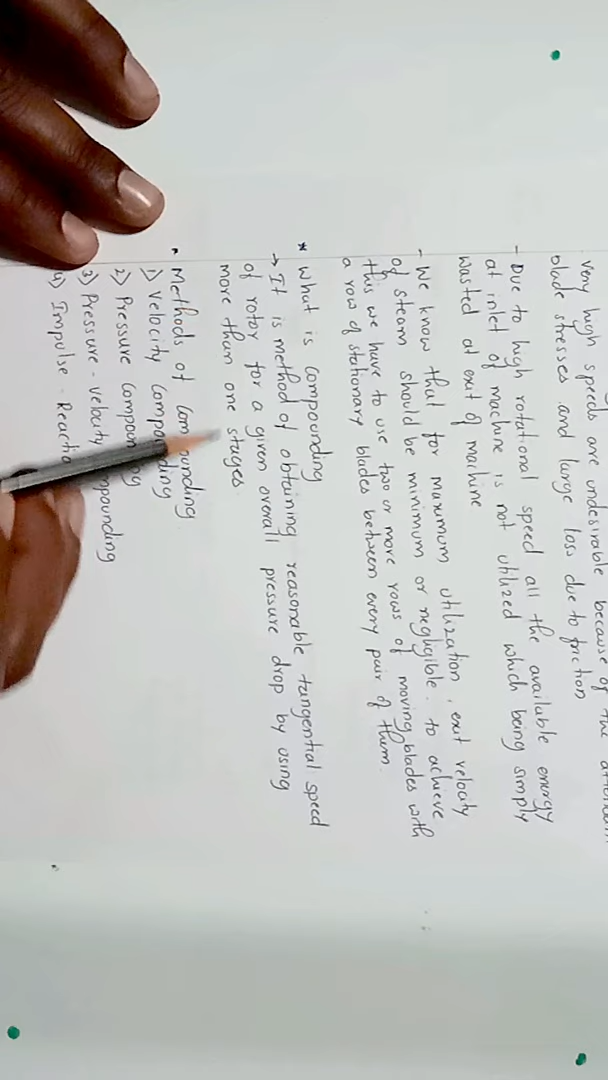 very high speeds are undesirable because of the
blade stresses and large loss due to friction
- Due to high rotational speed all the available energy
at inlet of machine is not utilized which being simply
wasted at exit of machine
- We know that for maximum utilization, exit velocity
of steam should be minimum or negligible. to achieve
this we have to use two or more rows of moving blades with
a row of stationary blades between every pair of them.
* What is compounding
→ It is method of obtaining reasonable tangential speed
of rotor for a given overall pressure drop by using
more than one stages.
* Methods of compounding
1) Velocity compounding
2) Pressure compounding
3) Pressure - velocity compounding
4) Impulse - Reactio